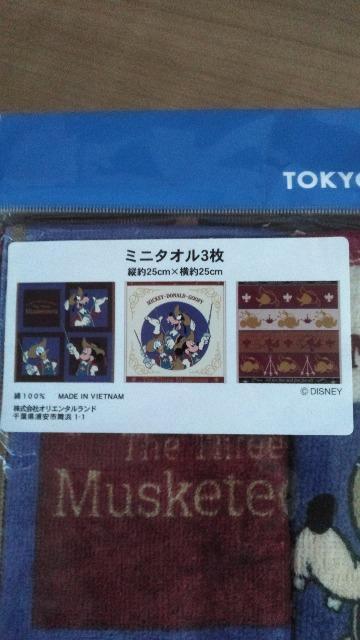 TOKYO
ミニタオル3枚
縦約25cm×横約25cm
MICKEY·DONALD·GOOFY
綿100% MADE IN VIETNAM
©DISNEY
株式会社オリエンタルランド
千葉県浦安市舞浜1-1
The Three
Musketee